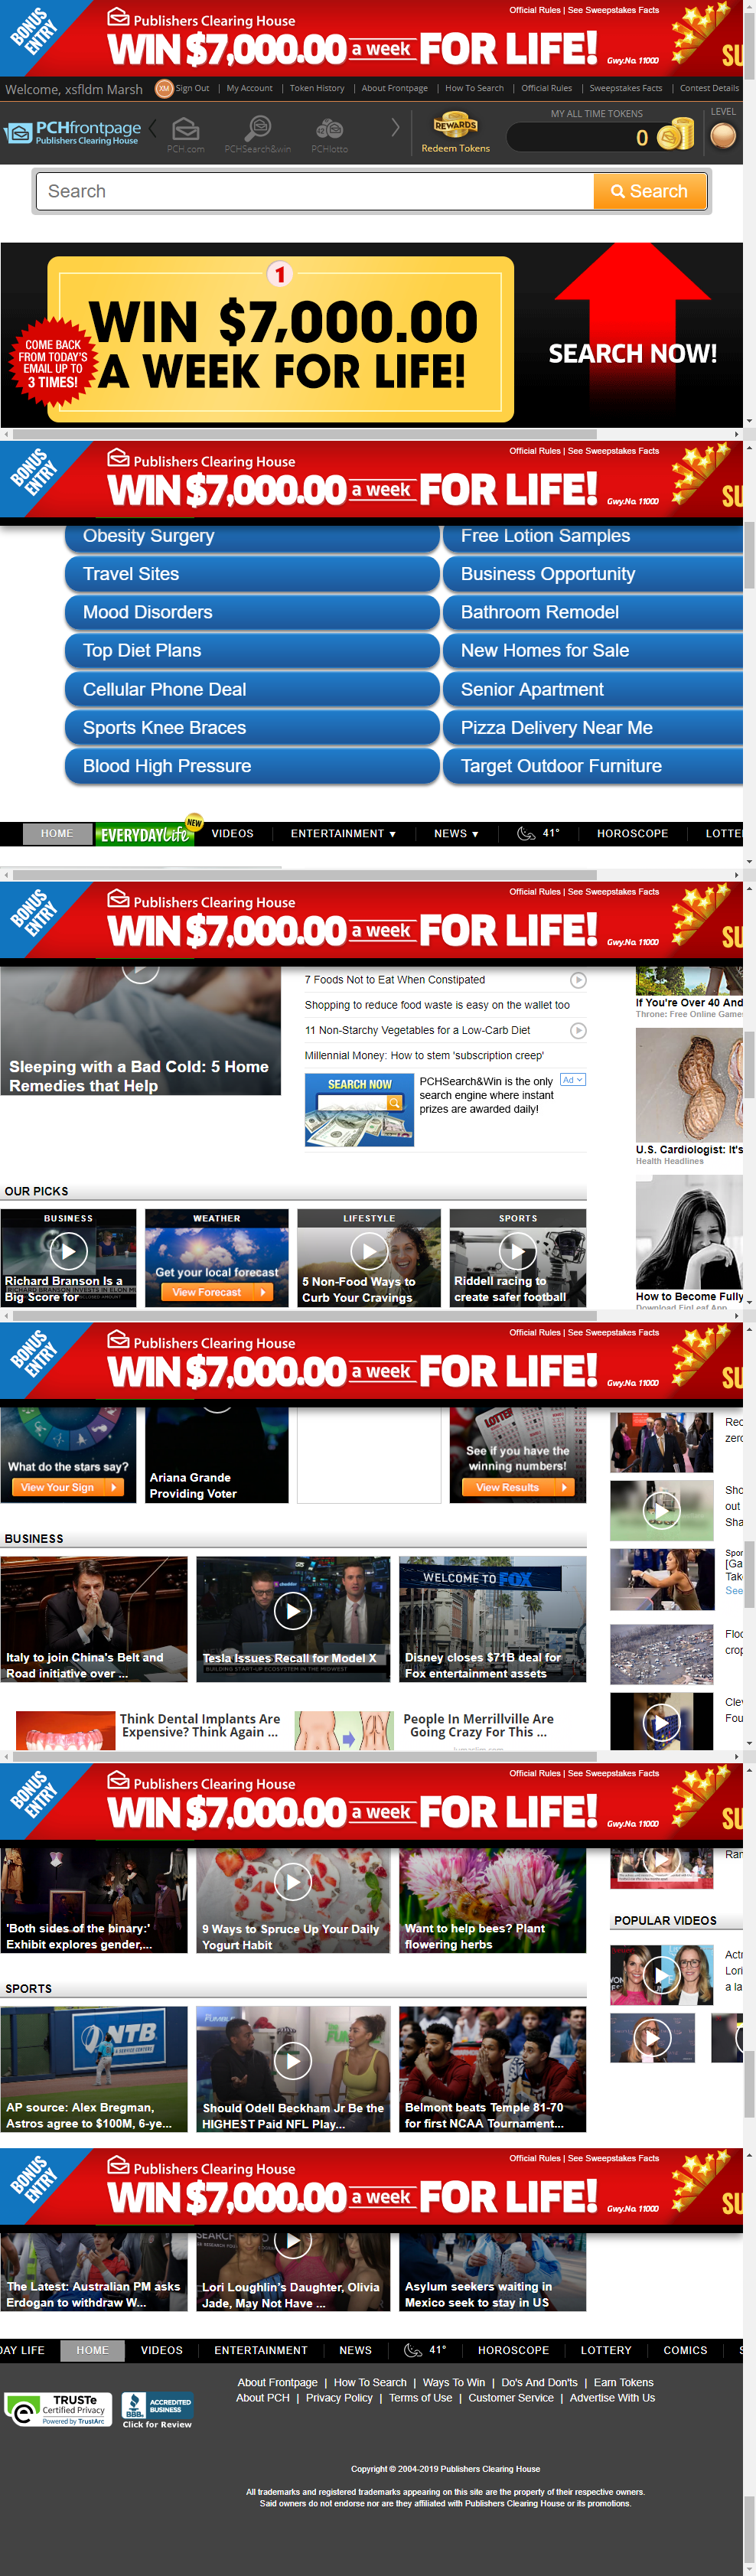 BONUS ENTRY
Publishers Clearing House
Official Rules | See Sweepstakes Facts
WIN $7,000.00 a week FOR LIFE!
Gwy.No. 11000
SU
Welcome, xsfldm Marsh
XM
Sign Out
My Account
Token History
About Frontpage
How To Search
Official Rules
Sweepstakes Facts
Contest Details
PCHfrontpage
Publishers Clearing House
PCH.com
PCHSearch&win
PCHlotto
REWARDS
Redeem Tokens
MY ALL TIME TOKENS
0
LEVEL
Search
Search
1
WIN $7,000.00
A WEEK FOR LIFE!
COME BACK
FROM TODAY'S
EMAIL UP TO
3 TIMES!
SEARCH NOW!
BONUS ENTRY
Publishers Clearing House
Official Rules | See Sweepstakes Facts
WIN $7,000.00 a week FOR LIFE!
Gwy.No. 11000
SU
Obesity Surgery
Free Lotion Samples
Travel Sites
Business Opportunity
Mood Disorders
Bathroom Remodel
Top Diet Plans
New Homes for Sale
Cellular Phone Deal
Senior Apartment
Sports Knee Braces
Pizza Delivery Near Me
Blood High Pressure
Target Outdoor Furniture
HOME
EVERYDAY Life
NEW
VIDEOS
ENTERTAINMENT
NEWS
41°
HOROSCOPE
LOTTE
BONUS ENTRY
Publishers Clearing House
Official Rules | See Sweepstakes Facts
WIN $7,000.00 a week FOR LIFE!
Gwy.No. 11000
SU
Sleeping with a Bad Cold: 5 Home
Remedies that Help
7 Foods Not to Eat When Constipated
Shopping to reduce food waste is easy on the wallet too
11 Non-Starchy Vegetables for a Low-Carb Diet
Millennial Money: How to stem 'subscription creep'
SEARCH NOW
PCHSearch&Win is the only
search engine where instant
prizes are awarded daily!
Ad
If You're Over 40 And
Throne: Free Online Game
U.S. Cardiologist: It's
Health Headlines
How to Become Fully
Download FigLeaf App
OUR PICKS
BUSINESS
Richard Branson Is a
Big Score for
WEATHER
Get your local forecast
View Forecast
LIFESTYLE
5 Non-Food Ways to
Curb Your Cravings
SPORTS
Riddell racing to
create safer football
BONUS ENTRY
Publishers Clearing House
Official Rules | See Sweepstakes Facts
WIN $7,000.00 a week FOR LIFE!
Gwy.No. 11000
SU
What do the stars say?
View Your Sign
Ariana Grande
Providing Voter
LOTTER
See if you have the
winning numbers!
View Results
Rec
zero
Sho
out
Sha
Spor
[Ga
Tak
See
Floo
crop
Clev
Fou
BUSINESS
Italy to join China's Belt and
Road initiative over ...
Tesla Issues Recall for Model X
BUILDING START-UP ECOSYSTEM IN THE MIDWEST
WELCOME TO FOX
Disney closes $71B deal for
Fox entertainment assets
Think Dental Implants Are
Expensive? Think Again ...
People In Merrillville Are
Going Crazy For This ...
BONUS ENTRY
Publishers Clearing House
Official Rules | See Sweepstakes Facts
WIN $7,000.00 a week FOR LIFE!
Gwy.No. 11000
SU
'Both sides of the binary:'
Exhibit explores gender,...
9 Ways to Spruce Up Your Daily
Yogurt Habit
Want to help bees? Plant
flowering herbs
Ran
POPULAR VIDEOS
Actr
Lori
a la
SPORTS
NTB
AP source: Alex Bregman,
Astros agree to $100M, 6-ye...
Should Odell Beckham Jr Be the
HIGHEST Paid NFL Play...
Belmont beats Temple 81-70
for first NCAA Tournament...
BONUS ENTRY
Publishers Clearing House
Official Rules | See Sweepstakes Facts
WIN $7,000.00 a week FOR LIFE!
Gwy.No. 11000
SU
The Latest: Australian PM asks
Erdogan to withdraw W...
Lori Loughlin's Daughter, Olivia
Jade, May Not Have ...
Asylum seekers waiting in
Mexico seek to stay in US
DAY LIFE
HOME
VIDEOS
ENTERTAINMENT
NEWS
41°
HOROSCOPE
LOTTERY
COMICS
S
About Frontpage | How To Search | Ways To Win | Do's And Don'ts | Earn Tokens
About PCH | Privacy Policy | Terms of Use | Customer Service | Advertise With Us
TRUSTe
Certified Privacy
Powered by TrustArc
BBB
ACCREDITED
BUSINESS
Click for Review
Copyright © 2004-2019 Publishers Clearing House
All trademarks and registered trademarks appearing on this site are the property of their respective owners.
Said owners do not endorse nor are they affiliated with Publishers Clearing House or its promotions.